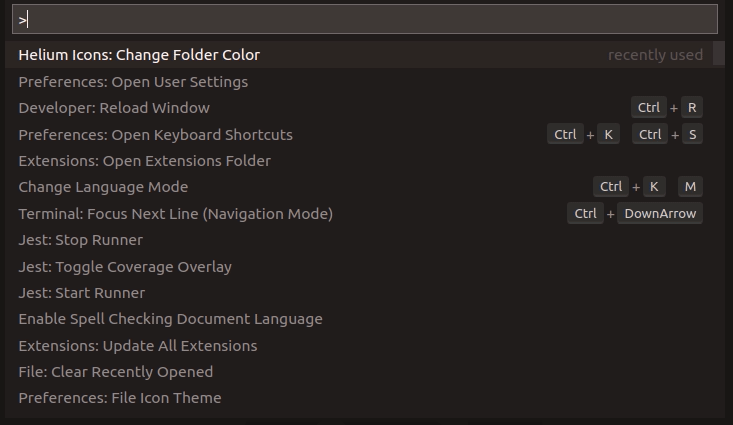 >
Helium Icons: Change Folder Color recently used
Preferences: Open User Settings
Developer: Reload Window Ctrl + R
Preferences: Open Keyboard Shortcuts Ctrl + K Ctrl + S
Extensions: Open Extensions Folder
Change Language Mode Ctrl + K M
Terminal: Focus Next Line (Navigation Mode) Ctrl + DownArrow
Jest: Stop Runner
Jest: Toggle Coverage Overlay
Jest: Start Runner
Enable Spell Checking Document Language
Extensions: Update All Extensions
File: Clear Recently Opened
Preferences: File Icon Theme